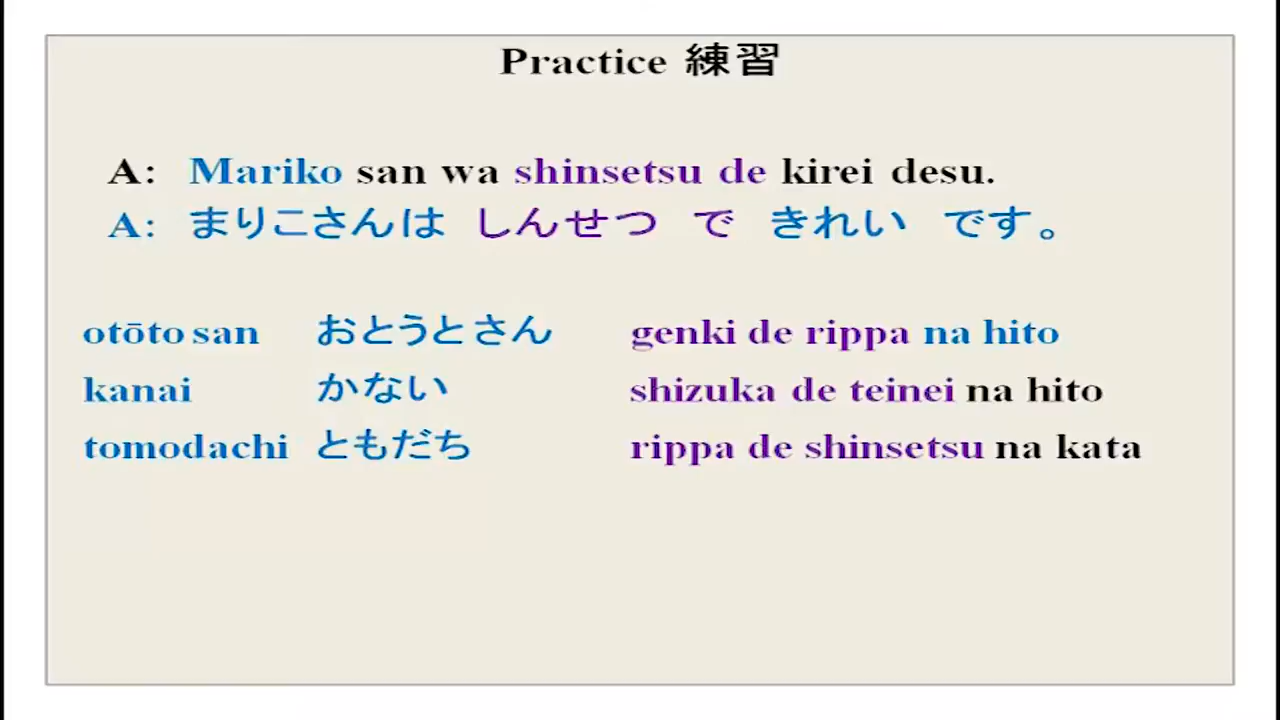 Practice 練習
A: Mariko san wa shinsetsu de kirei desu.
A: まりこさんは しんせつ で きれい です。
otōto san おとうとさん genki de rippa na hito
kanai かない shizuka de teinei na hito
tomodachi ともだち rippa de shinsetsu na kata